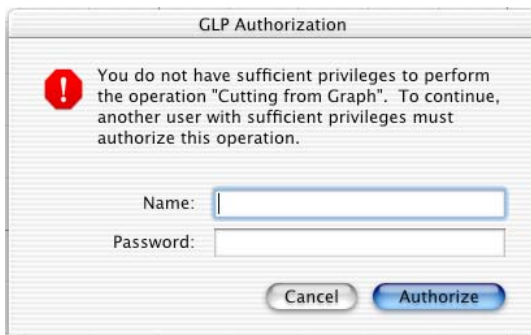 GLP Authorization
You do not have sufficient privileges to perform
the operation "Cutting from Graph".  To continue,
another user with sufficient privileges must
authorize this operation.
Name:
Password:
Cancel
Authorize